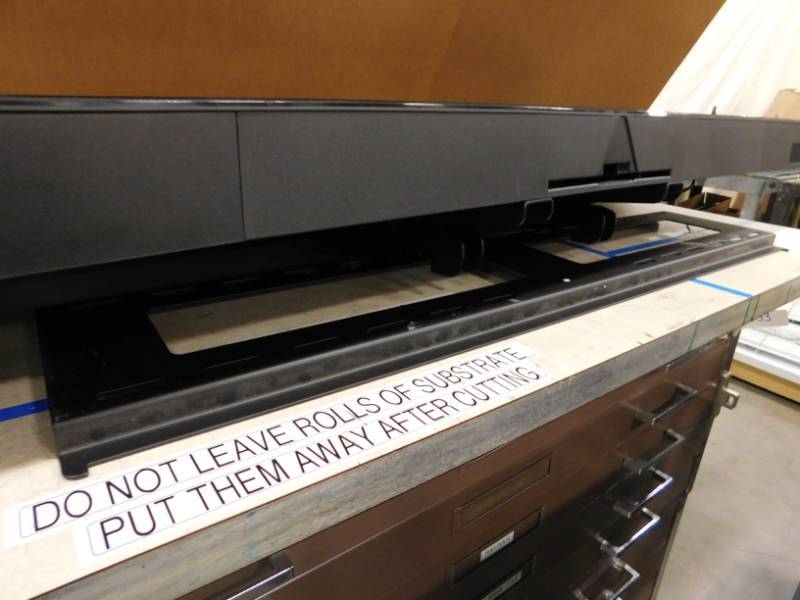 DO NOT LEAVE ROLLS OF SUBSTRATE
PUT THEM AWAY AFTER CUTTING